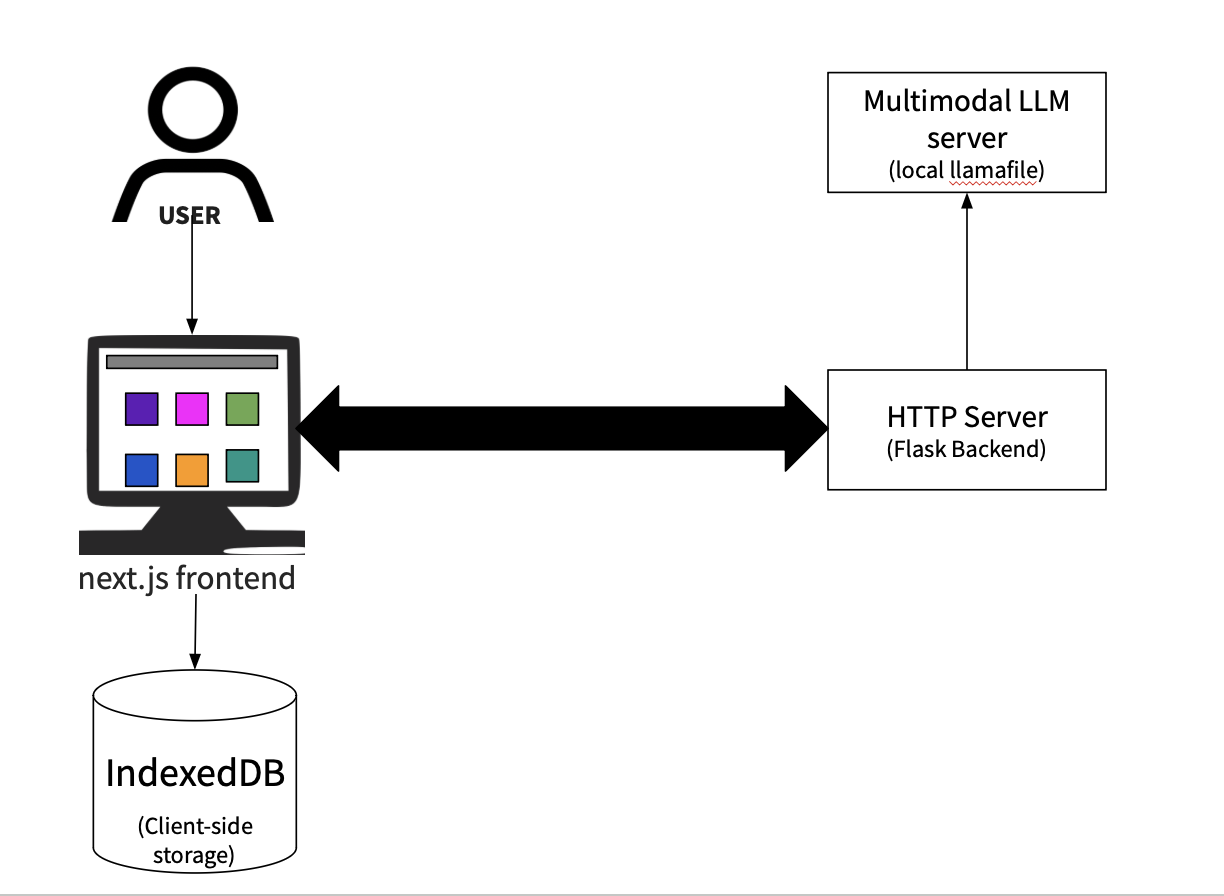 USER
next.js frontend
IndexedDB
(Client-side
storage)
Multimodal LLM
server
(local llamafile)
HTTP Server
(Flask Backend)